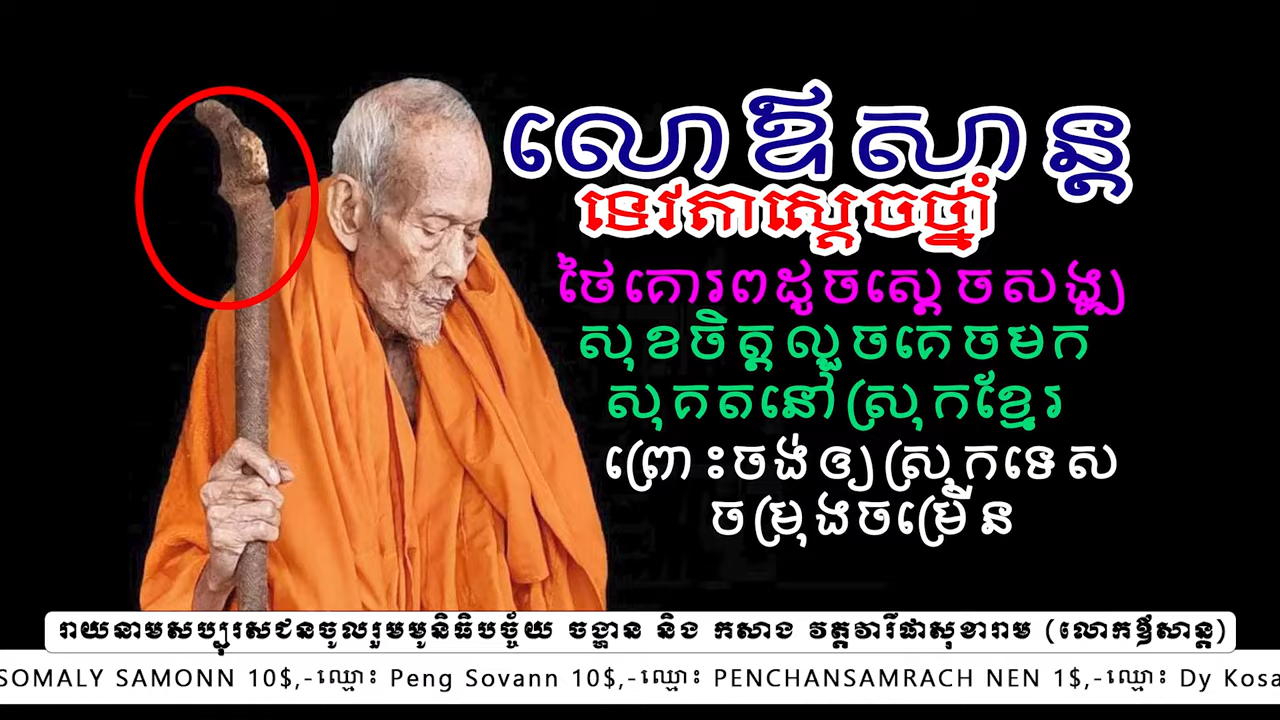 លោឪសាន្ត
ទេវតាស្តេចថ្នាំ
ថៃគោរពដូចស្តេចសង្ឃ
សុខចិត្តលួចគេចមក
សុគតនៅស្រុកខ្មែរ
ព្រោះចង់ឲ្យស្រុកទេស
ចម្រុងចម្រើន
រាយនាមសប្បុរសជនចូលរួមមូនិធិបច្ច័យ ចង្ហាន និង កសាង វត្តវារីផាសុខារាម (លោកឪសាន្ត)
SOMALY SAMONN 10$,-ឈ្មោះ Peng Sovann 10$,-ឈ្មោះ PENCHANSAMRACH NEN 1$,-ឈ្មោះ Dy Kosa